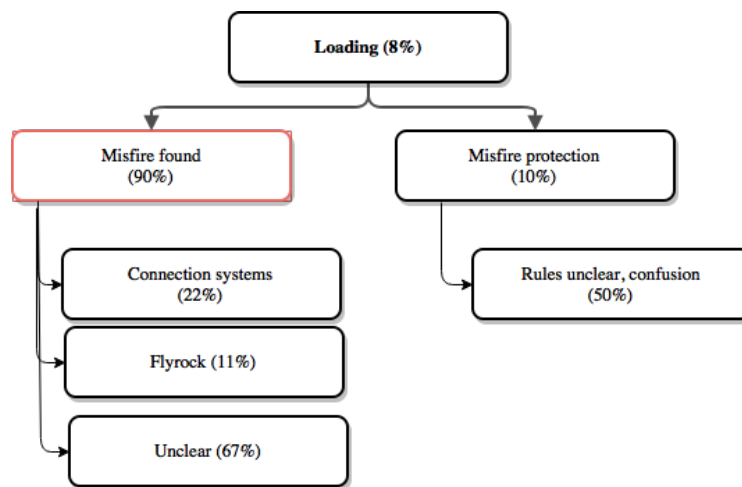 Loading (8%)
Misfire found
(90%)
Misfire protection
(10%)
Connection systems
(22%)
Rules unclear, confusion
(50%)
Flyrock (11%)
Unclear (67%)